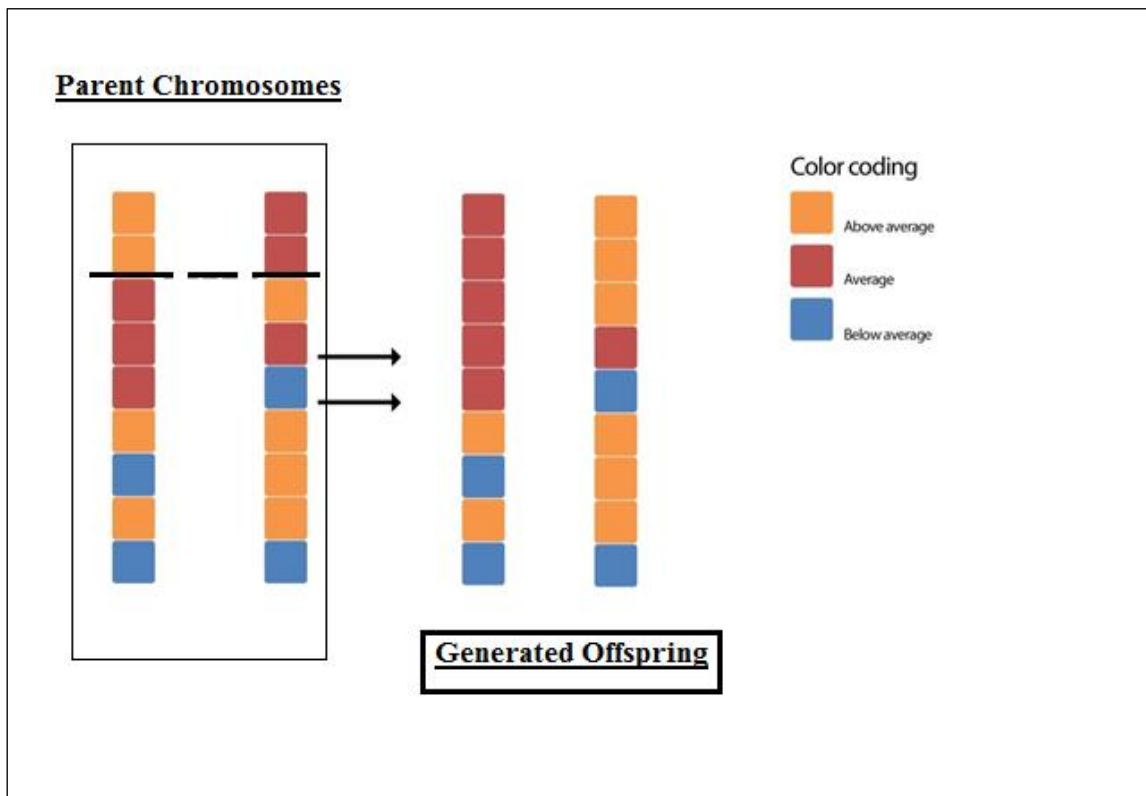 Parent Chromosomes
Color coding
Above average
Average
Below average
Generated Offspring